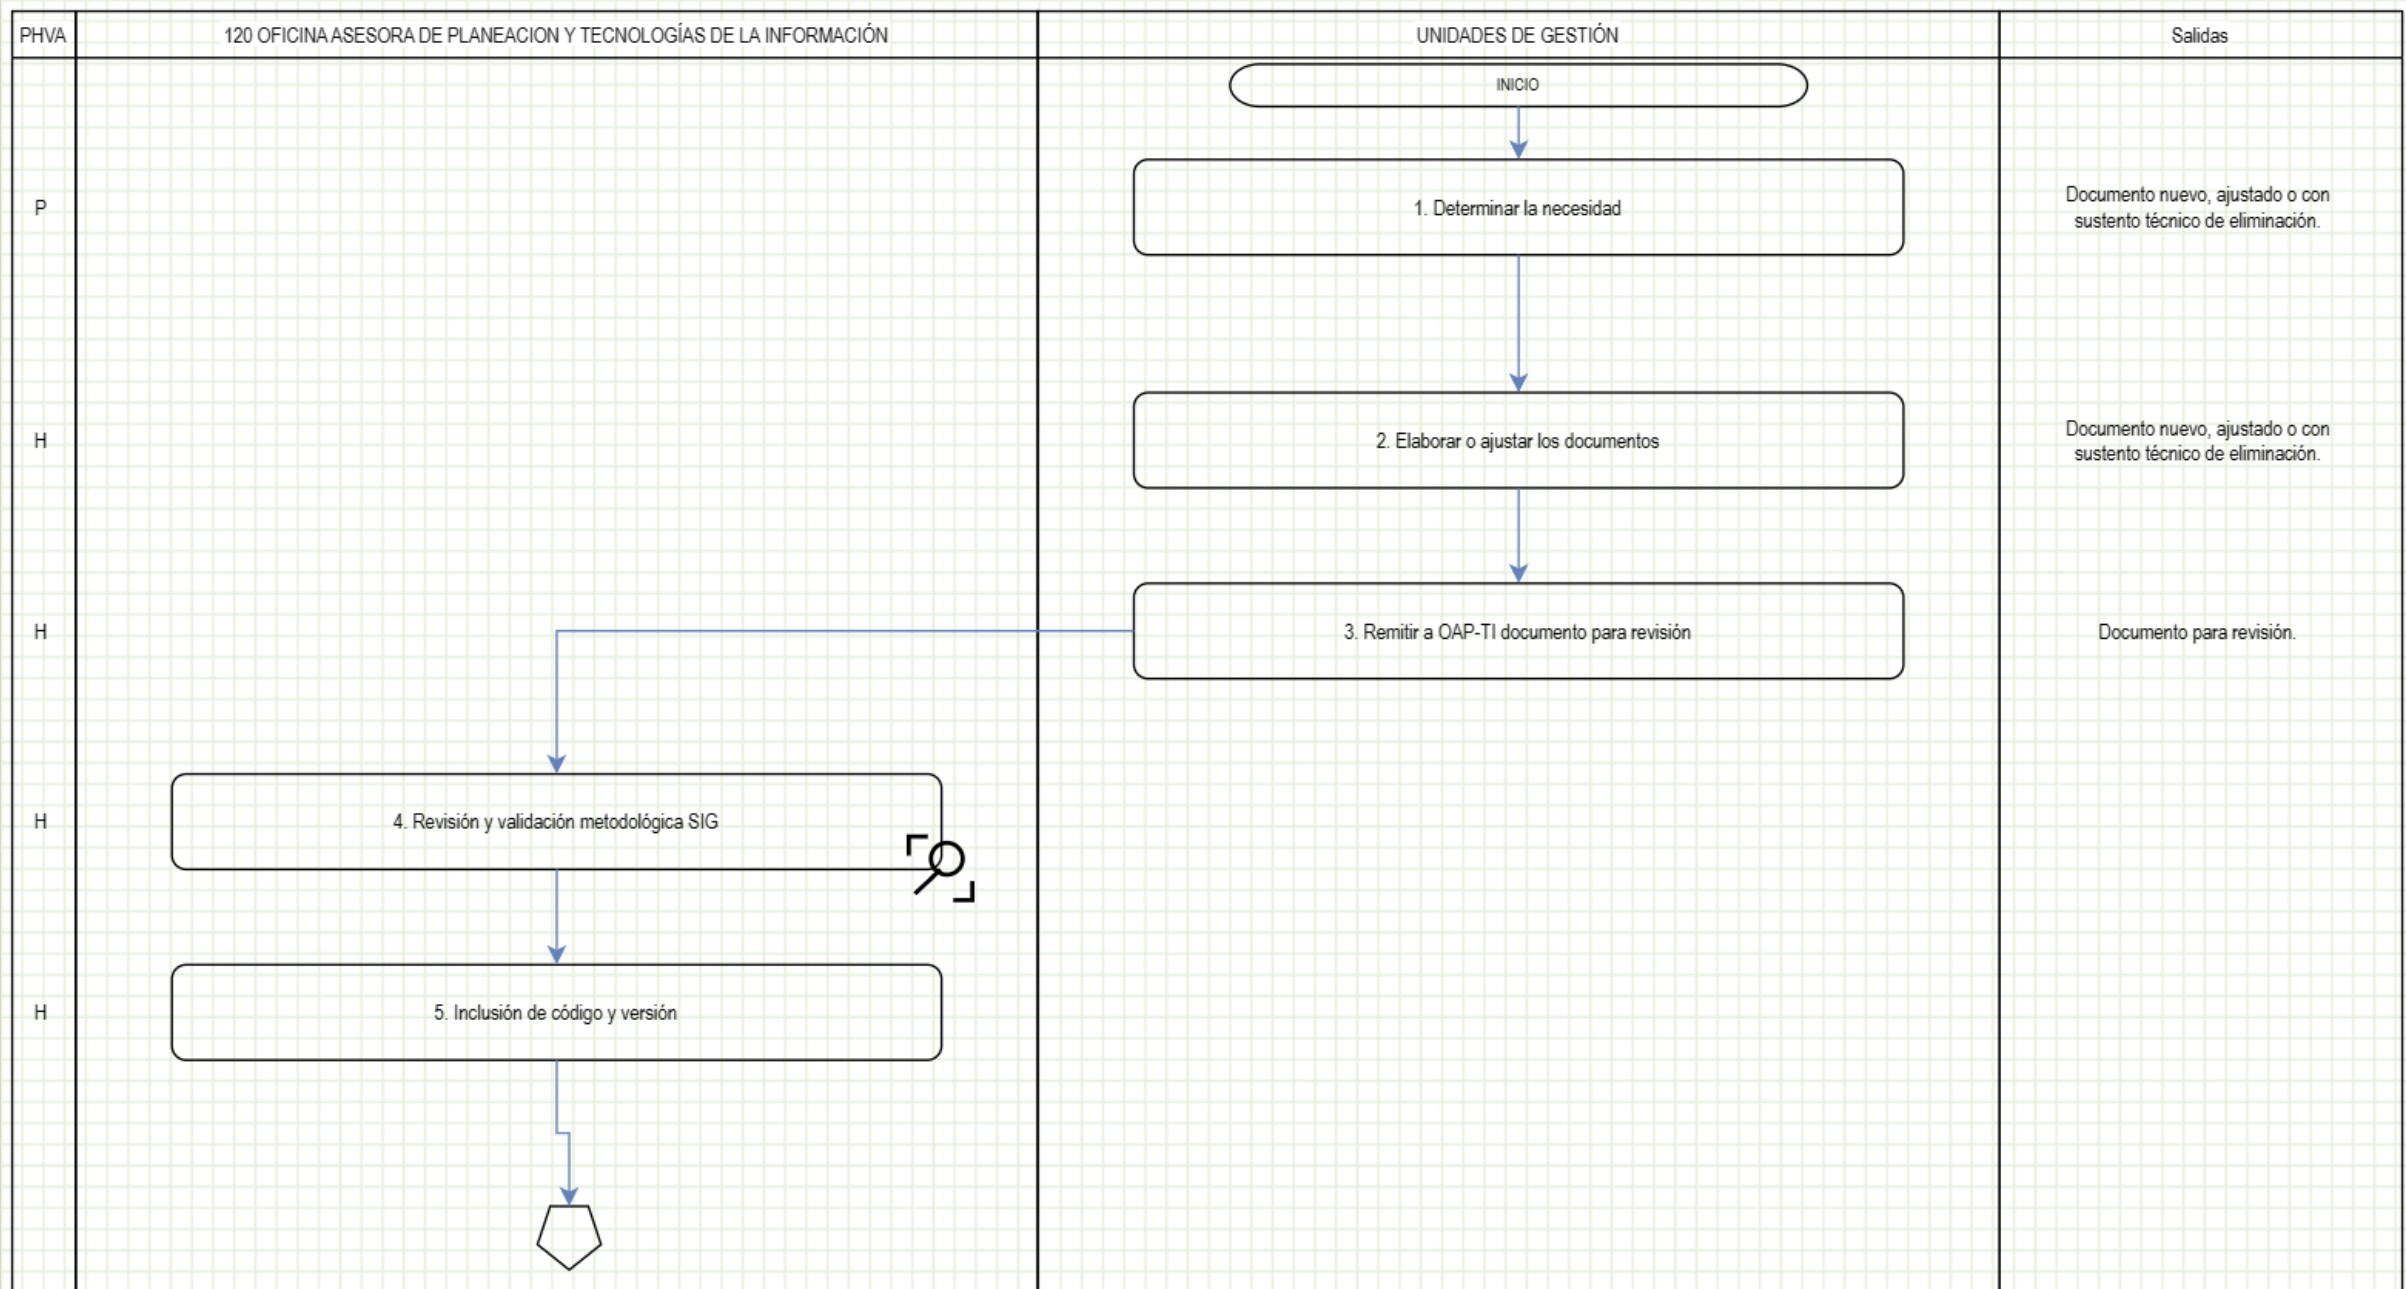 PHVA
120 OFICINA ASESORA DE PLANEACION Y TECNOLOGÍAS DE LA INFORMACIÓN
UNIDADES DE GESTIÓN
Salidas
INICIO
P
1. Determinar la necesidad
Documento nuevo, ajustado o con
sustento técnico de eliminación.
H
2. Elaborar o ajustar los documentos
Documento nuevo, ajustado o con
sustento técnico de eliminación.
H
3. Remitir a OAP-TI documento para revisión
Documento para revisión.
H
4. Revisión y validación metodológica SIG
H
5. Inclusión de código y versión